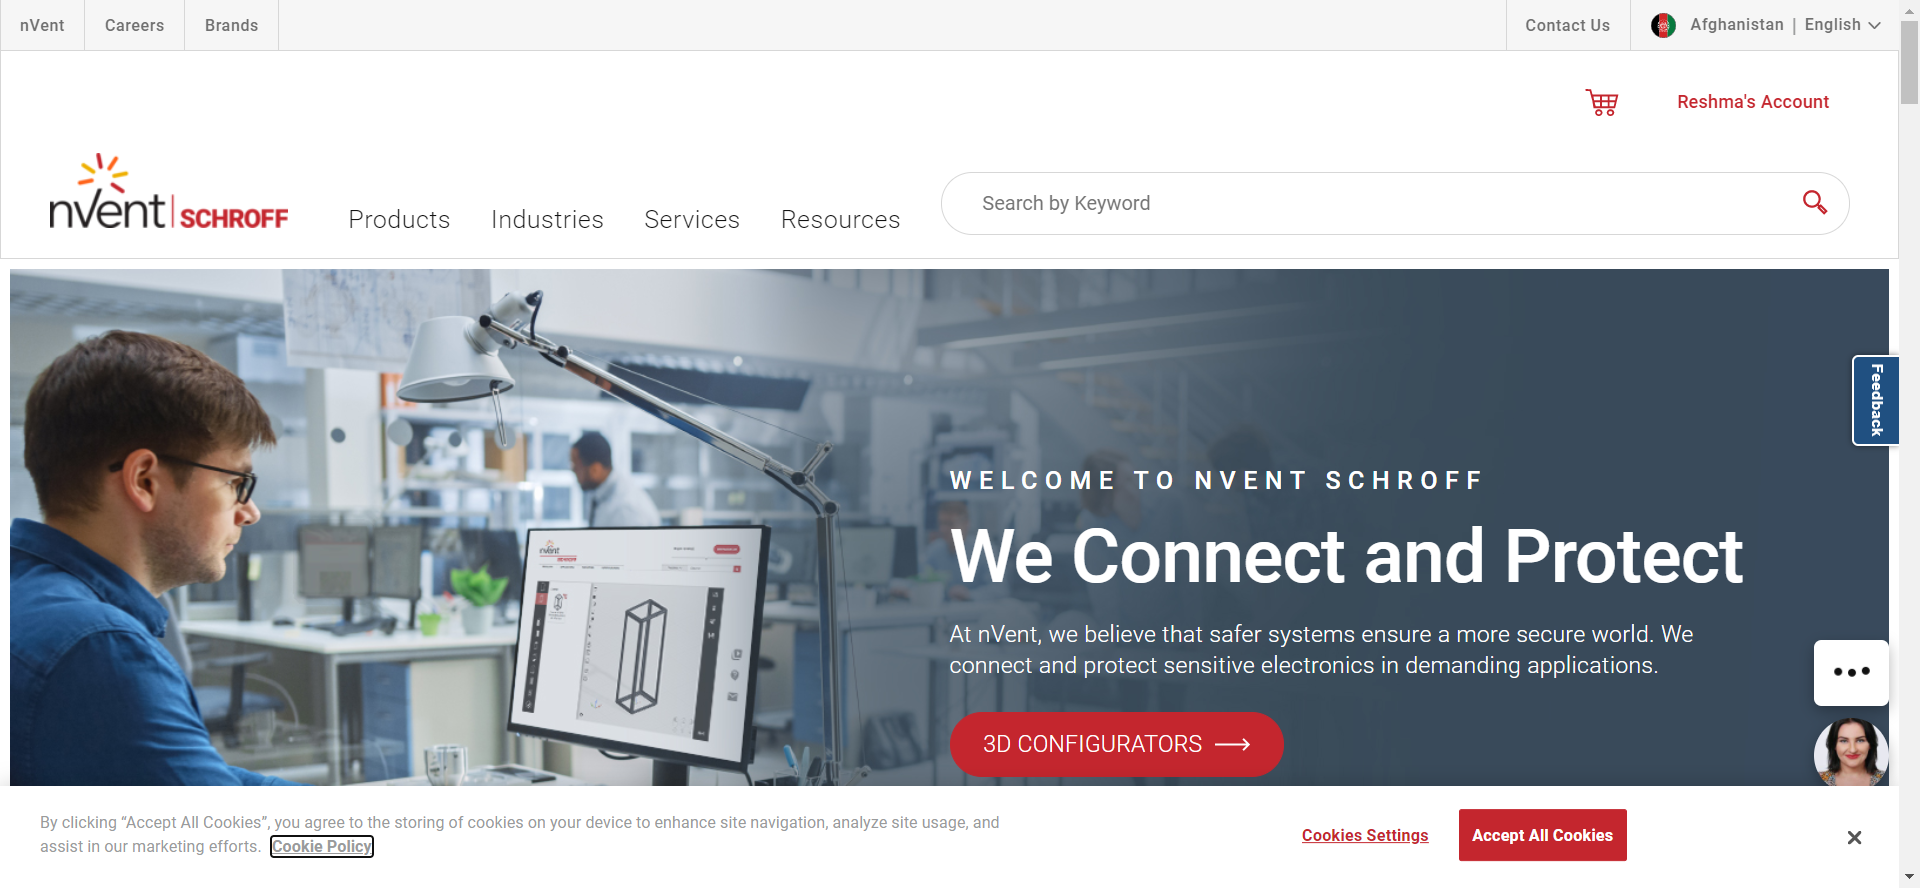 nVent
Careers
Brands
Contact Us
Afghanistan | English
Reshma's Account
nVent | SCHROFF
Products
Industries
Services
Resources
Search by Keyword
Feedback
WELCOME TO NVENT SCHROFF
We Connect and Protect
At nVent, we believe that safer systems ensure a more secure world. We
connect and protect sensitive electronics in demanding applications.
3D CONFIGURATORS
By clicking “Accept All Cookies”, you agree to the storing of cookies on your device to enhance site navigation, analyze site usage, and
assist in our marketing efforts. Cookie Policy
Cookies Settings
Accept All Cookies